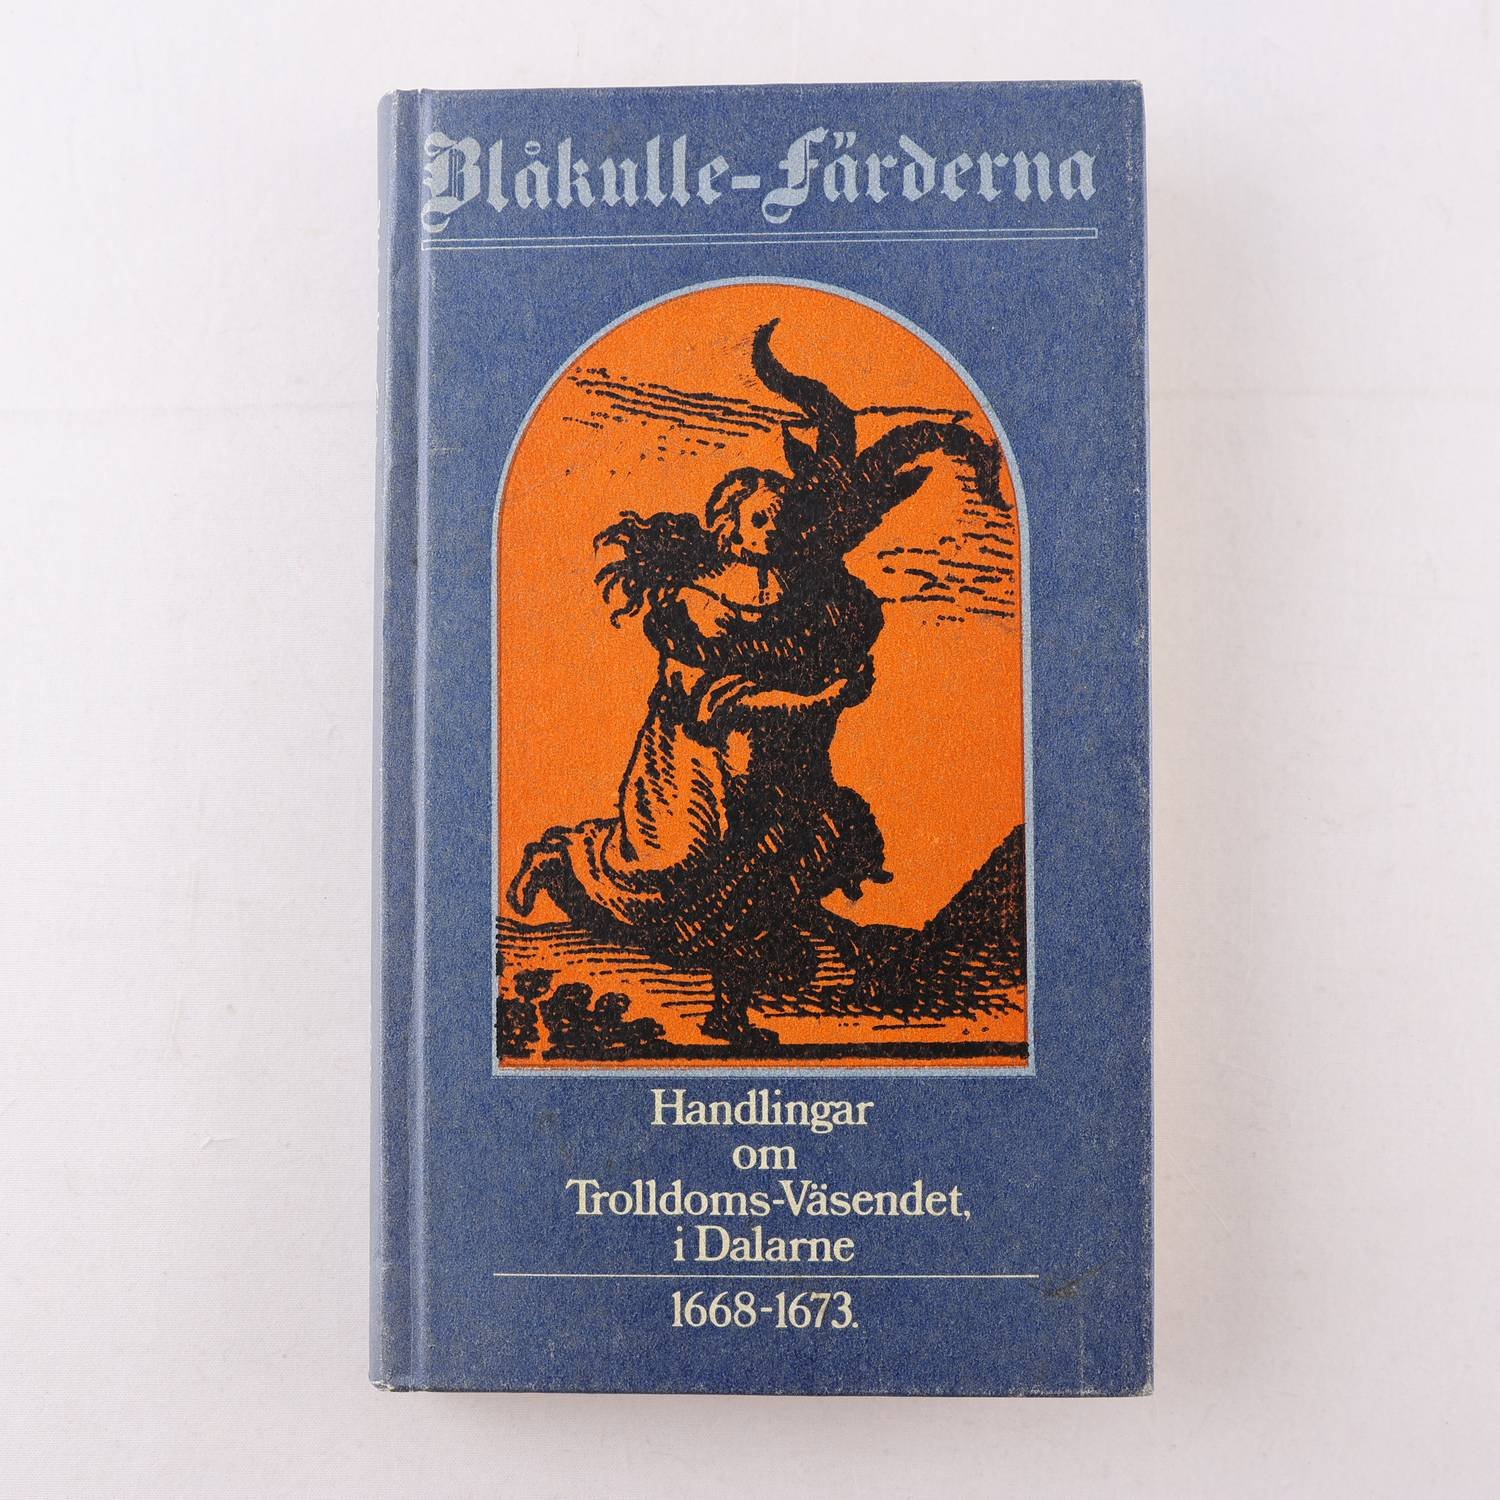 Blåkulle-Färderna
Handlingar
om
Trolldoms-Väsendet,
i Dalarne
1668-1673.